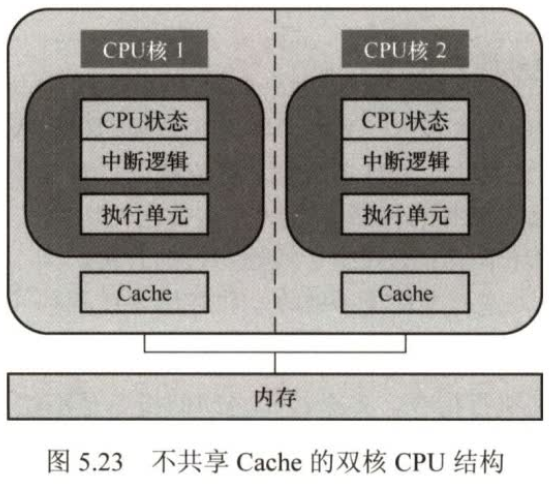 CPU核 1 CPU核 2
CPU状态 CPU状态
中断逻辑 中断逻辑
执行单元 执行单元
Cache Cache
内存
图 5.23 不共享 Cache 的双核 CPU 结构